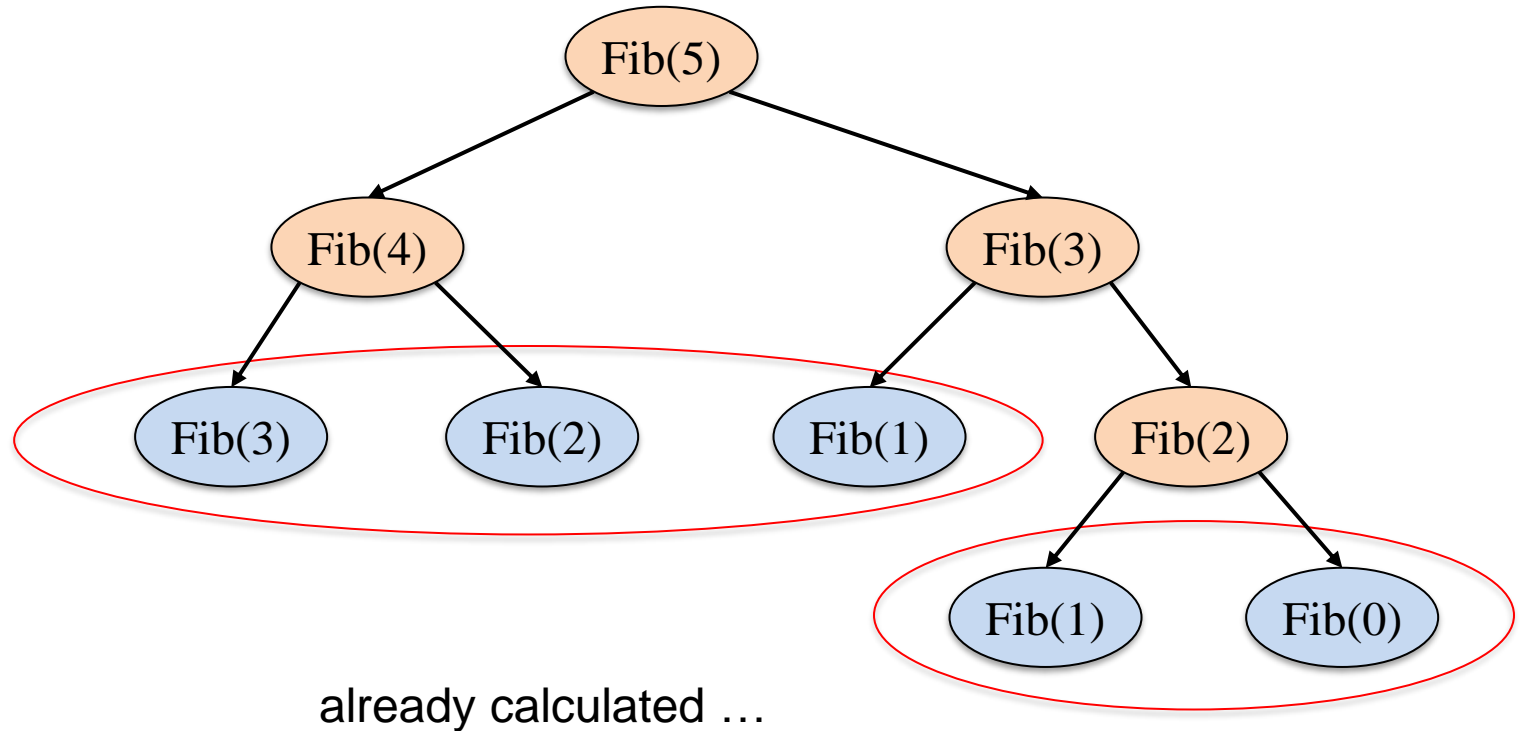 Fib(5)
Fib(4)
Fib(3)
Fib(3)
Fib(2)
Fib(1)
Fib(2)
Fib(1)
Fib(0)
already calculated …